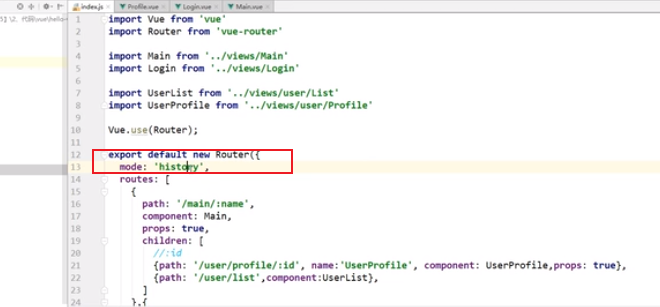 5] \2、代码\vue\hello-
index.js
Profile.vue
Login.vue
Main.vue
1 import Vue from 'vue'
2 import Router from 'vue-router'
3
4 import Main from '../views/Main'
5 import Login from '../views/Login'
6
7 import UserList from '../views/user/List'
8 import UserProfile from '../views/user/Profile'
9
10 Vue.use(Router);
11
12 export default new Router({
13 mode: 'history',
14 routes: [
15 {
16 path: '/main/:name',
17 component: Main,
18 props: true,
19 children: [
20 //:id
21 {path: '/user/profile/:id', name:'UserProfile', component: UserProfile,props: true},
22 {path: '/user/list',component:UserList},
23 ]
24 },{